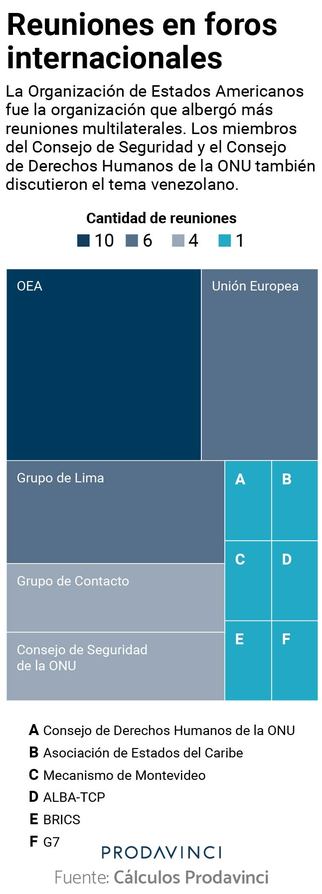 Reuniones en foros
internacionales
La Organización de Estados Americanos
fue la organización que albergó más
reuniones multilaterales. Los miembros
del Consejo de Seguridad y el Consejo
de Derechos Humanos de la ONU también
discutieron el tema venezolano.
Cantidad de reuniones
10 6 4 1
OEA
Unión Europea
Grupo de Lima
A B
C D
Grupo de Contacto
E F
Consejo de Seguridad
de la ONU
A Consejo de Derechos Humanos de la ONU
B Asociación de Estados del Caribe
C Mecanismo de Montevideo
D ALBA-TCP
E BRICS
F G7
PRODAVINCI
Fuente: Cálculos Prodavinci